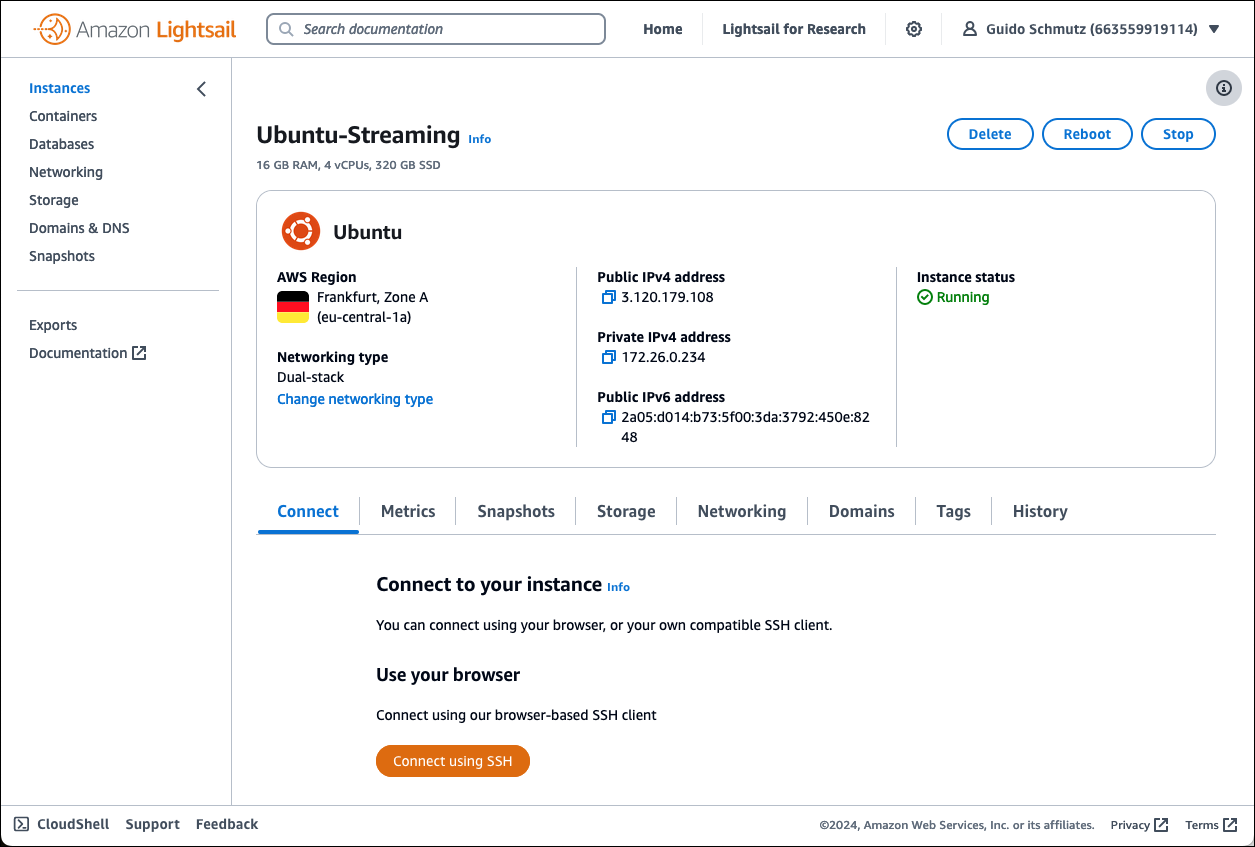 Amazon Lightsail
Search documentation
Home
Lightsail for Research
Guido Schmutz (663559919114)
Instances
Containers
Databases
Networking
Storage
Domains & DNS
Snapshots
Exports
Documentation
Ubuntu-Streaming Info
16 GB RAM, 4 vCPUs, 320 GB SSD
Delete
Reboot
Stop
Ubuntu
AWS Region
Frankfurt, Zone A
(eu-central-1a)
Networking type
Dual-stack
Change networking type
Public IPv4 address
3.120.179.108
Private IPv4 address
172.26.0.234
Public IPv6 address
2a05:d014:b73:5f00:3da:3792:450e:82
48
Instance status
Running
Connect
Metrics
Snapshots
Storage
Networking
Domains
Tags
History
Connect to your instance Info
You can connect using your browser, or your own compatible SSH client.
Use your browser
Connect using our browser-based SSH client
Connect using SSH
CloudShell
Support
Feedback
©2024, Amazon Web Services, Inc. or its affiliates.
Privacy
Terms